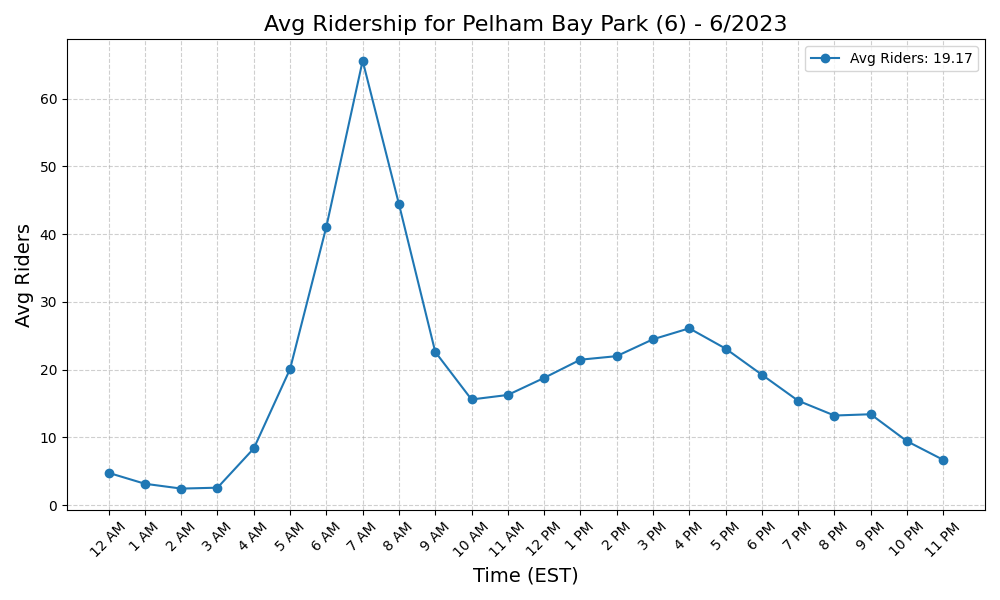 Avg Ridership for Pelham Bay Park (6) - 6/2023
Avg Riders: 19.17
Avg Riders
60
50
40
30
20
10
0
12 AM
1 AM
2 AM
3 AM
4 AM
5 AM
6 AM
7 AM
8 AM
9 AM
10 AM
11 AM
12 PM
1 PM
2 PM
3 PM
4 PM
5 PM
6 PM
7 PM
8 PM
9 PM
10 PM
11 PM
Time (EST)